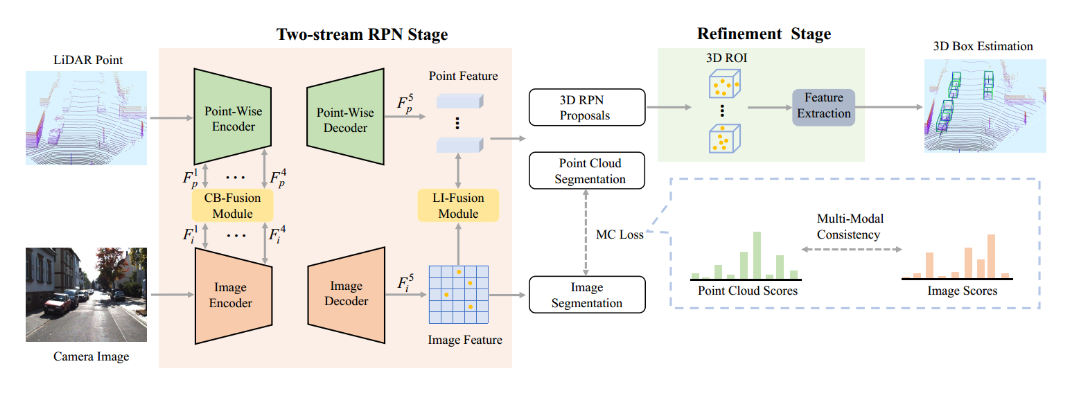 Two-stream RPN Stage
Refinement Stage
LiDAR Point
Point Feature
3D ROI
3D Box Estimation
Point-Wise
Encoder
Point-Wise
Decoder
F_p^5
3D RPN
Proposals
Feature
Extraction
Point Cloud
Segmentation
F_p^1
F_p^4
CB-Fusion
Module
LI-Fusion
Module
F_i^1
F_i^4
MC Loss
Multi-Modal
Consistency
Image
Encoder
Image
Decoder
F_i^5
Image
Segmentation
Point Cloud Scores
Image Scores
Image Feature
Camera Image